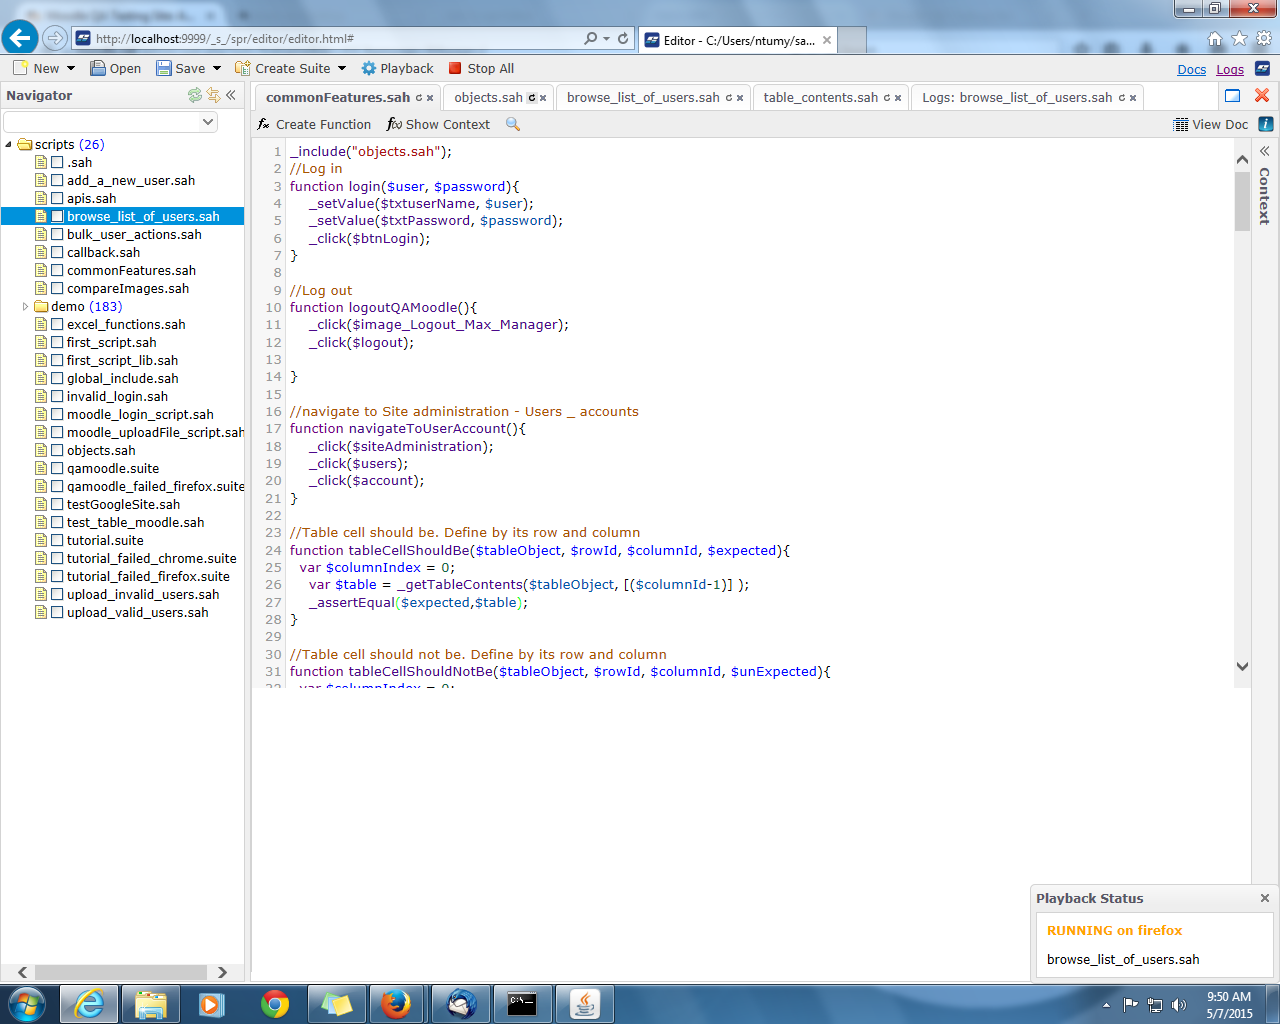 http://localhost:9999/_s_/spr/editor/editor.html#
Editor - C:/Users/ntumy/sa...
New
Open
Save
Create Suite
Playback
Stop All
Docs
Logs
Navigator
commonFeatures.sah
objects.sah
browse_list_of_users.sah
table_contents.sah
Logs: browse_list_of_users.sah
Create Function
Show Context
View Doc
scripts (26)
.sah
add_a_new_user.sah
apis.sah
browse_list_of_users.sah
bulk_user_actions.sah
callback.sah
commonFeatures.sah
compareImages.sah
demo (183)
excel_functions.sah
first_script.sah
first_script_lib.sah
global_include.sah
invalid_login.sah
moodle_login_script.sah
moodle_uploadFile_script.sah
objects.sah
qamoodle.suite
qamoodle_failed_firefox.suite
testGoogleSite.sah
test_table_moodle.sah
tutorial.suite
tutorial_failed_chrome.suite
tutorial_failed_firefox.suite
upload_invalid_users.sah
upload_valid_users.sah
1 _include("objects.sah");
2 //Log in
3 function login($user, $password){
4 _setValue($txtuserName, $user);
5 _setValue($txtPassword, $password);
6 _click($btnLogin);
7 }
8
9 //Log out
10 function logoutQAMoodle(){
11 _click($image_Logout_Max_Manager);
12 _click($logout);
13
14 }
15
16 //navigate to Site administration - Users _ accounts
17 function navigateToUserAccount(){
18 _click($siteAdministration);
19 _click($users);
20 _click($account);
21 }
22
23 //Table cell should be. Define by its row and column
24 function tableCellShouldBe($tableObject, $rowId, $columnId, $expected){
25 var $columnIndex = 0;
26 var $table = _getTableContents($tableObject, [($columnId-1)] );
27 _assertEqual($expected,$table);
28 }
29
30 //Table cell should not be. Define by its row and column
31 function tableCellShouldNotBe($tableObject, $rowId, $columnId, $unExpected){
32 var $columnIndex = 0;
Context
Playback Status
RUNNING on firefox
browse_list_of_users.sah
9:50 AM
5/7/2015